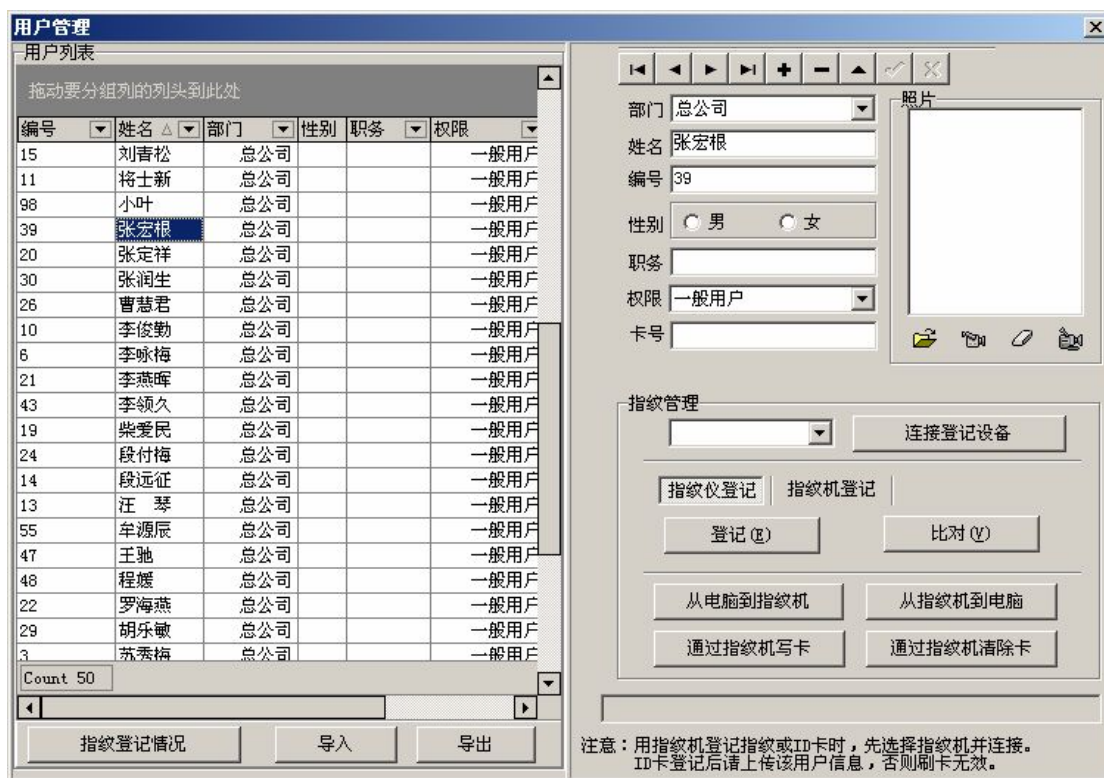 用户管理
用户列表
拖动要分组列的列头到此处
编号 姓名 部门 性别 职务 权限
15 刘青松 总公司 一般用户
11 将士新 总公司 一般用户
98 小叶 总公司 一般用户
39 张宏根 总公司 一般用户
20 张定祥 总公司 一般用户
30 张润生 总公司 一般用户
26 曹慧君 总公司 一般用户
10 李俊勤 总公司 一般用户
6 李咏梅 总公司 一般用户
21 李燕晖 总公司 一般用户
43 李领久 总公司 一般用户
19 柴爱民 总公司 一般用户
24 段付梅 总公司 一般用户
14 段远征 总公司 一般用户
13 汪 琴 总公司 一般用户
55 牟源辰 总公司 一般用户
47 王驰 总公司 一般用户
48 程媛 总公司 一般用户
22 罗海燕 总公司 一般用户
29 胡乐敏 总公司 一般用户
3 苏秀梅 总公司 一般用户
Count 50
指纹登记情况 导入 导出
部门 总公司
姓名 张宏根
编号 39
性别 男 女
职务
权限 一般用户
卡号
照片
指纹管理
连接登记设备
指纹仪登记 指纹机登记
登记(E) 比对(V)
从电脑到指纹机 从指纹机到电脑
通过指纹机写卡 通过指纹机清除卡
注意：用指纹机登记指纹或ID卡时，先选择指纹机并连接。
ID卡登记后请上传该用户信息，否则刷卡无效。